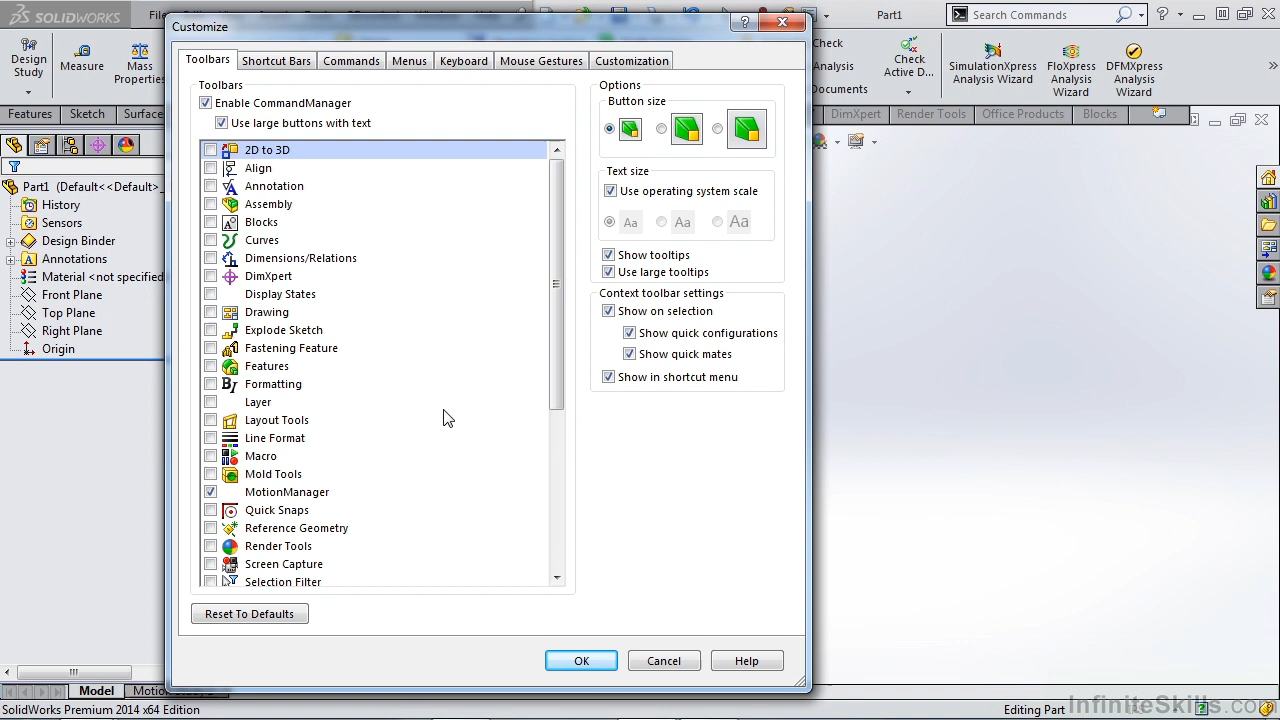 SOLIDWORKS
File
Part1
Search Commands
Customize
Design
Study
Measure
Mass
Properties
Check
Analysis
Documents
Check
Active D...
SimulationXpress
Analysis Wizard
FloXpress
Analysis
Wizard
DFMXpress
Analysis
Wizard
Features
Sketch
Surface
DimXpert
Render Tools
Office Products
Blocks
Part1 (Default<<Default>_
History
Sensors
Design Binder
Annotations
Material <not specified
Front Plane
Top Plane
Right Plane
Origin
Toolbars
Shortcut Bars
Commands
Menus
Keyboard
Mouse Gestures
Customization
Toolbars
Enable CommandManager
Use large buttons with text
2D to 3D
Align
Annotation
Assembly
Blocks
Curves
Dimensions/Relations
DimXpert
Display States
Drawing
Explode Sketch
Fastening Feature
Features
Formatting
Layer
Layout Tools
Line Format
Macro
Mold Tools
MotionManager
Quick Snaps
Reference Geometry
Render Tools
Screen Capture
Selection Filter
Reset To Defaults
Options
Button size
Text size
Use operating system scale
Aa
Aa
Aa
Show tooltips
Use large tooltips
Context toolbar settings
Show on selection
Show quick configurations
Show quick mates
Show in shortcut menu
OK
Cancel
Help
Model
SolidWorks Premium 2014 x64 Edition
Editing Part
InfiniteSkills.com